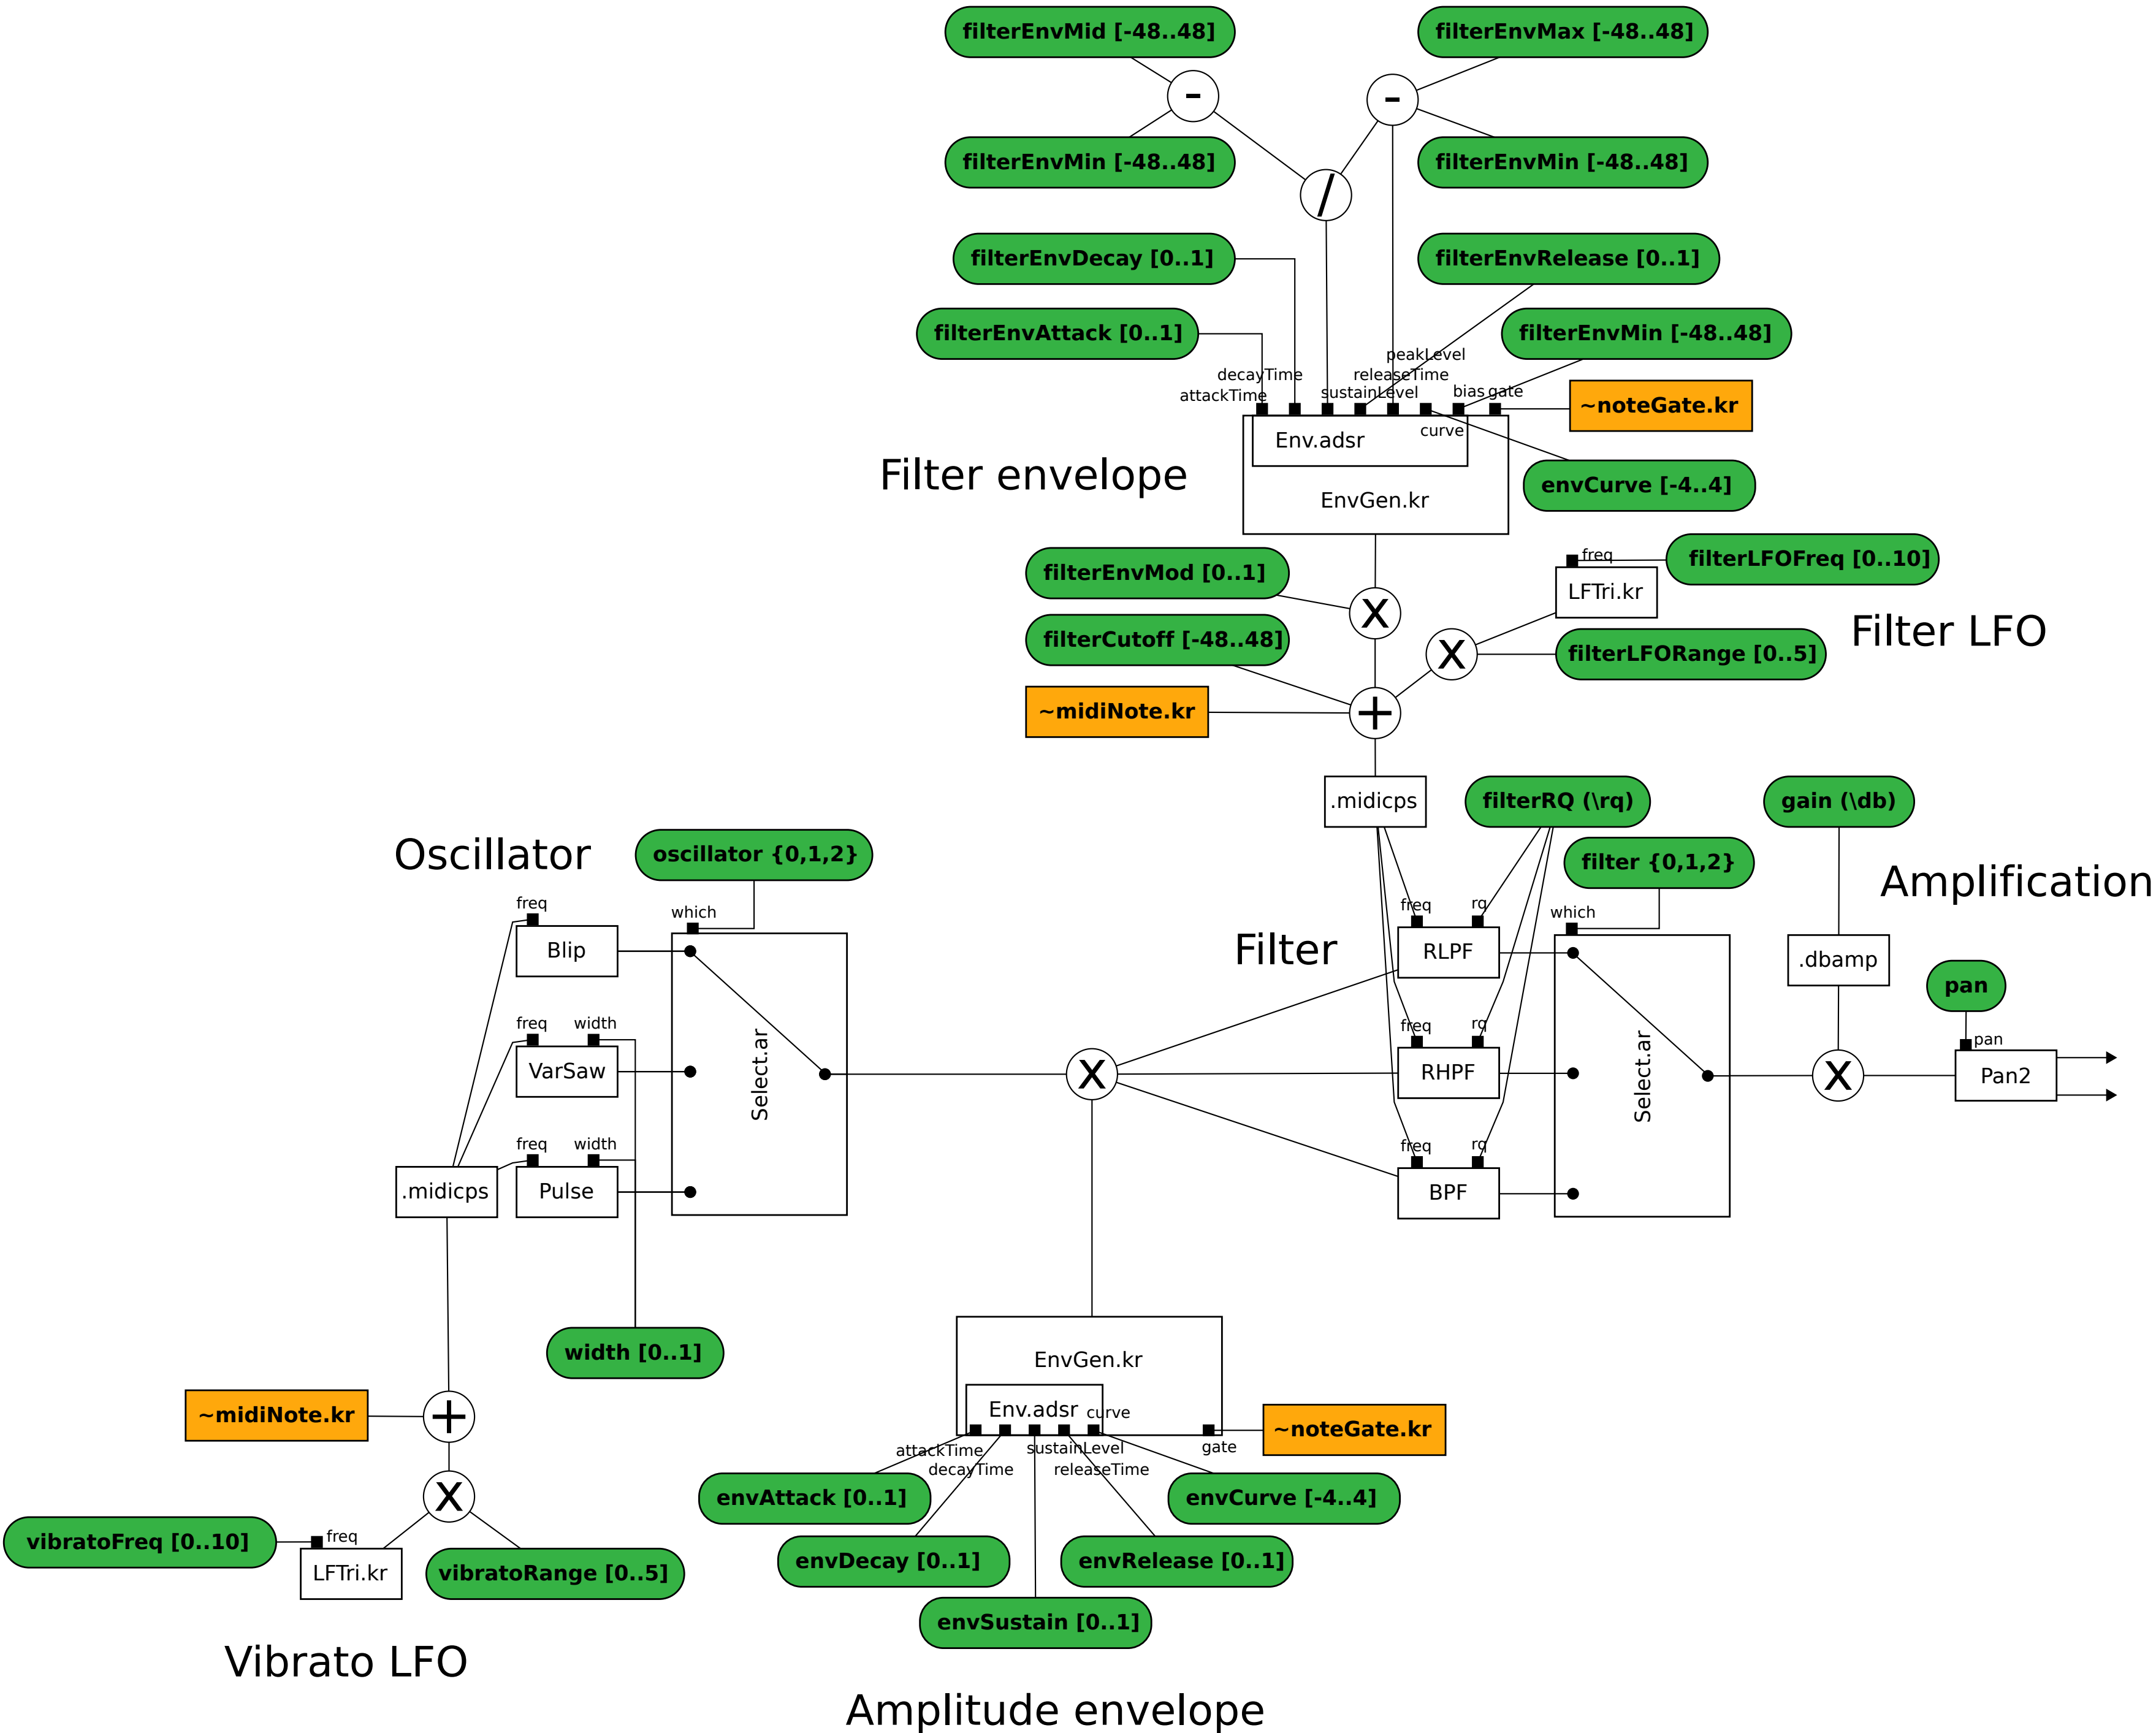 filterEnvMid [-48..48]
filterEnvMax [-48..48]
-
-
filterEnvMin [-48..48]
filterEnvMin [-48..48]
/
filterEnvDecay [0..1]
filterEnvRelease [0..1]
filterEnvAttack [0..1]
filterEnvMin [-48..48]
peakLevel
decayTime
releaseTime
attackTime
sustainLevel
bias
gate
~noteGate.kr
curve
Env.adsr
Filter envelope
envCurve [-4..4]
EnvGen.kr
filterEnvMod [0..1]
freq
filterLFOFreq [0..10]
LFTri.kr
X
Filter LFO
filterCutoff [-48..48]
X
filterLFORange [0..5]
~midiNote.kr
+
.midicps
filterRQ (\rq)
gain (\db)
Oscillator
oscillator {0,1,2}
filter {0,1,2}
Amplification
freq
which
freq
rq
which
Blip
Filter
RLPF
.dbamp
pan
freq
width
freq
rq
pan
VarSaw
Select.ar
X
RHPF
Select.ar
X
Pan2
freq
width
freq
rq
.midicps
Pulse
BPF
width [0..1]
EnvGen.kr
~midiNote.kr
+
Env.adsr
curve
~noteGate.kr
attackTime
sustainLevel
gate
decayTime
releaseTime
X
envAttack [0..1]
envCurve [-4..4]
vibratoFreq [0..10]
freq
LFTri.kr
vibratoRange [0..5]
envDecay [0..1]
envRelease [0..1]
envSustain [0..1]
Vibrato LFO
Amplitude envelope